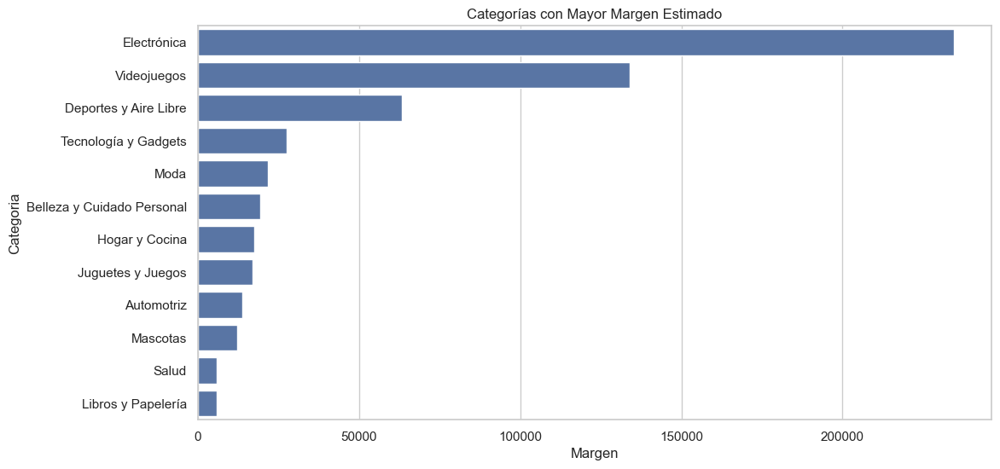 Categorías con Mayor Margen Estimado
Categoria
Electrónica
Videojuegos
Deportes y Aire Libre
Tecnología y Gadgets
Moda
Belleza y Cuidado Personal
Hogar y Cocina
Juguetes y Juegos
Automotriz
Mascotas
Salud
Libros y Papelería
0 50000 100000 150000 200000
Margen